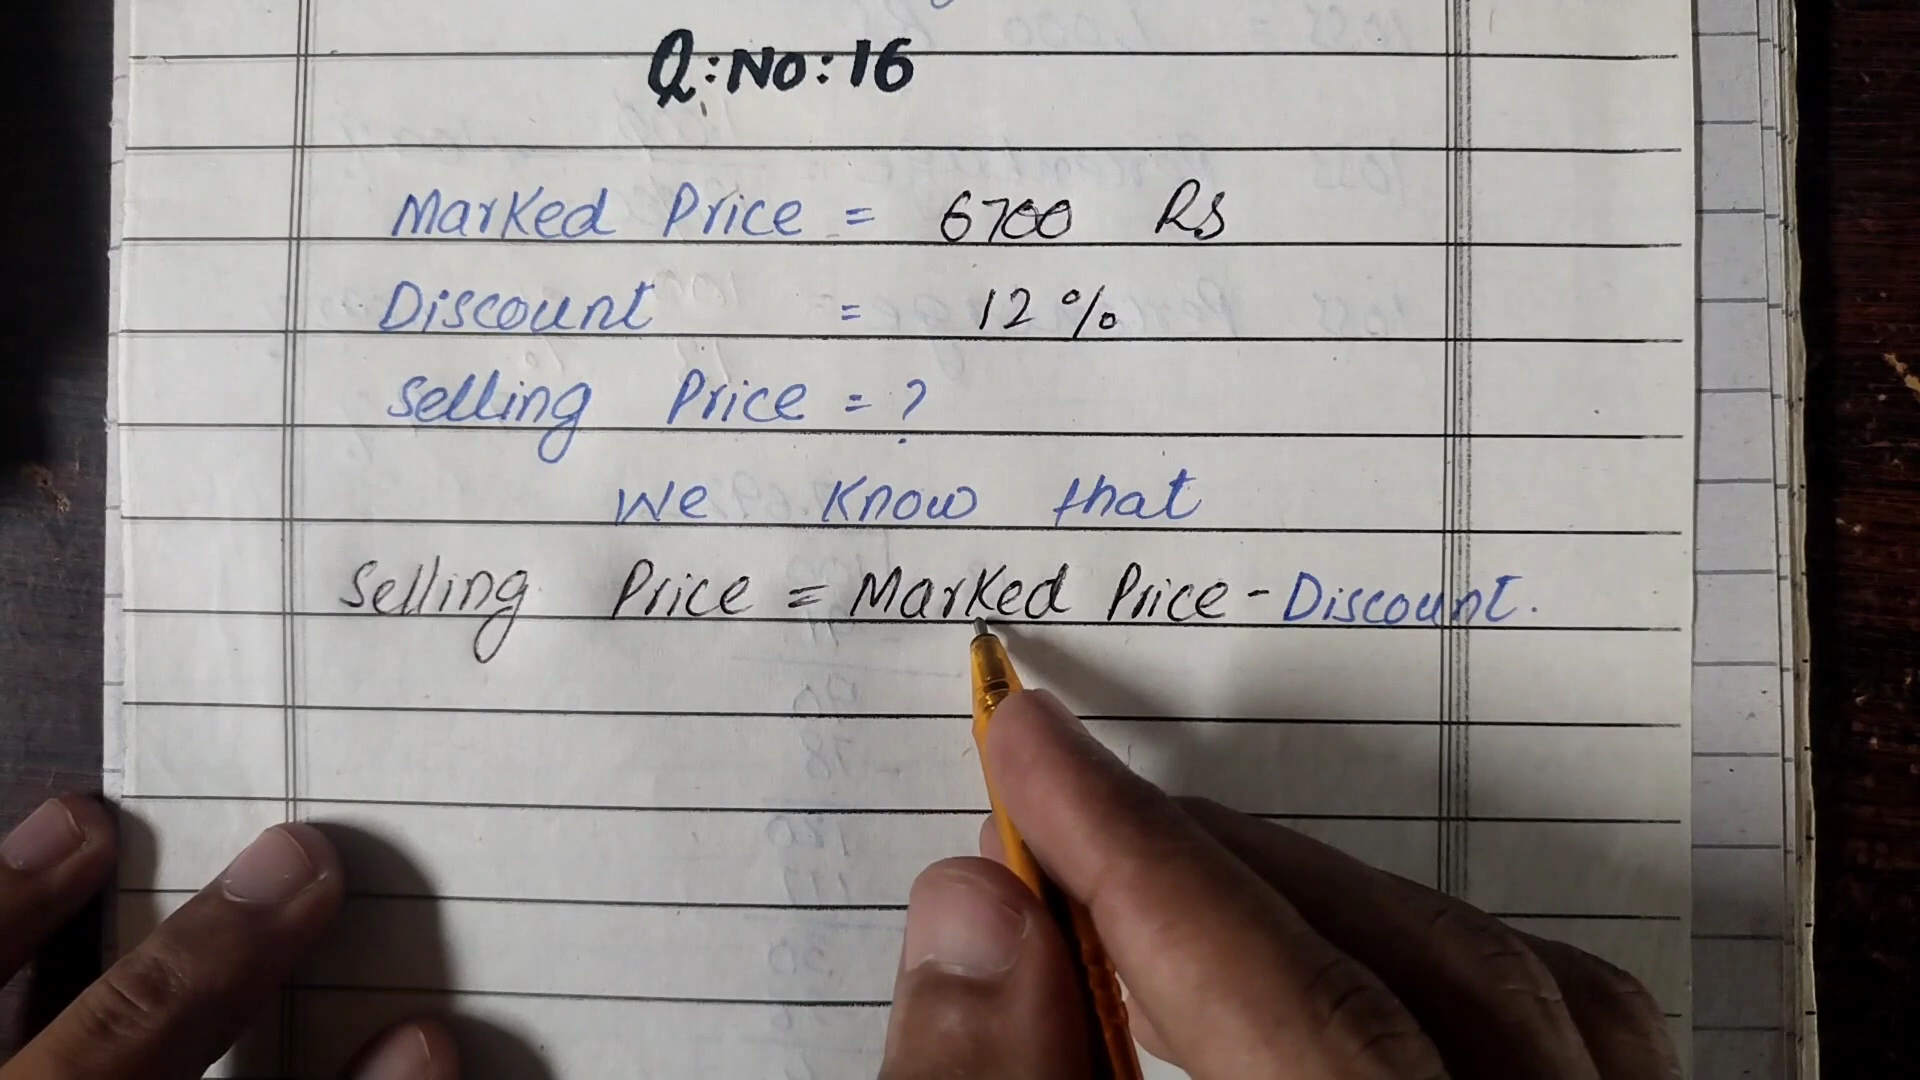 Q:No:16
Marked Price = 6700 RS
Discount = 12%
Selling Price = ?
We Know that
Selling Price = Marked Price - Discount.